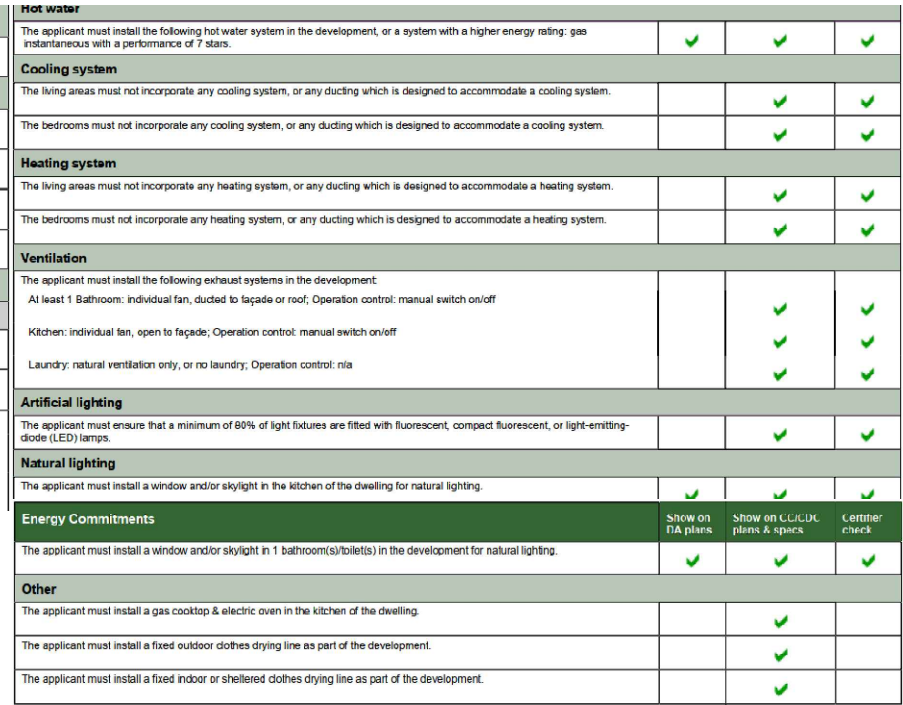 Hot water
The applicant must install the following hot water system in the development, or a system with a higher energy rating: gas
instantaneous with a performance of 7 stars.
Cooling system
The living areas must not incorporate any cooling system, or any ducting which is designed to accommodate a cooling system.
The bedrooms must not incorporate any cooling system, or any ducting which is designed to accommodate a cooling system.
Heating system
The living areas must not incorporate any heating system, or any ducting which is designed to accommodate a heating system.
The bedrooms must not incorporate any heating system, or any ducting which is designed to accommodate a heating system.
Ventilation
The applicant must install the following exhaust systems in the development:
At least 1 Bathroom: individual fan, ducted to façade or roof; Operation control: manual switch on/off
Kitchen: individual fan, open to façade; Operation control: manual switch on/off
Laundry: natural ventilation only, or no laundry; Operation control: n/a
Artificial lighting
The applicant must ensure that a minimum of 80% of light fixtures are fitted with fluorescent, compact fluorescent, or light-emitting-
diode (LED) lamps.
Natural lighting
The applicant must install a window and/or skylight in the kitchen of the dwelling for natural lighting.
Energy Commitments
Show on
DA plans
Show on CC/CDC
plans & specs
Certifier
check
The applicant must install a window and/or skylight in 1 bathroom(s)/toilet(s) in the development for natural lighting.
Other
The applicant must install a gas cooktop & electric oven in the kitchen of the dwelling.
The applicant must install a fixed outdoor clothes drying line as part of the development.
The applicant must install a fixed indoor or sheltered clothes drying line as part of the development.